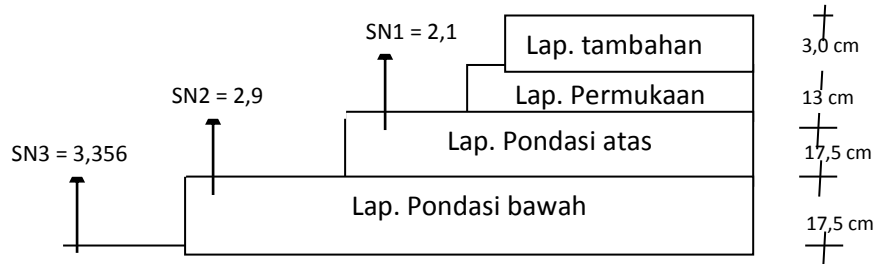 SN1 = 2,1
Lap. tambahan
3,0 cm
SN2 = 2,9
Lap. Permukaan
13 cm
SN3 = 3,356
Lap. Pondasi atas
17,5 cm
Lap. Pondasi bawah
17,5 cm